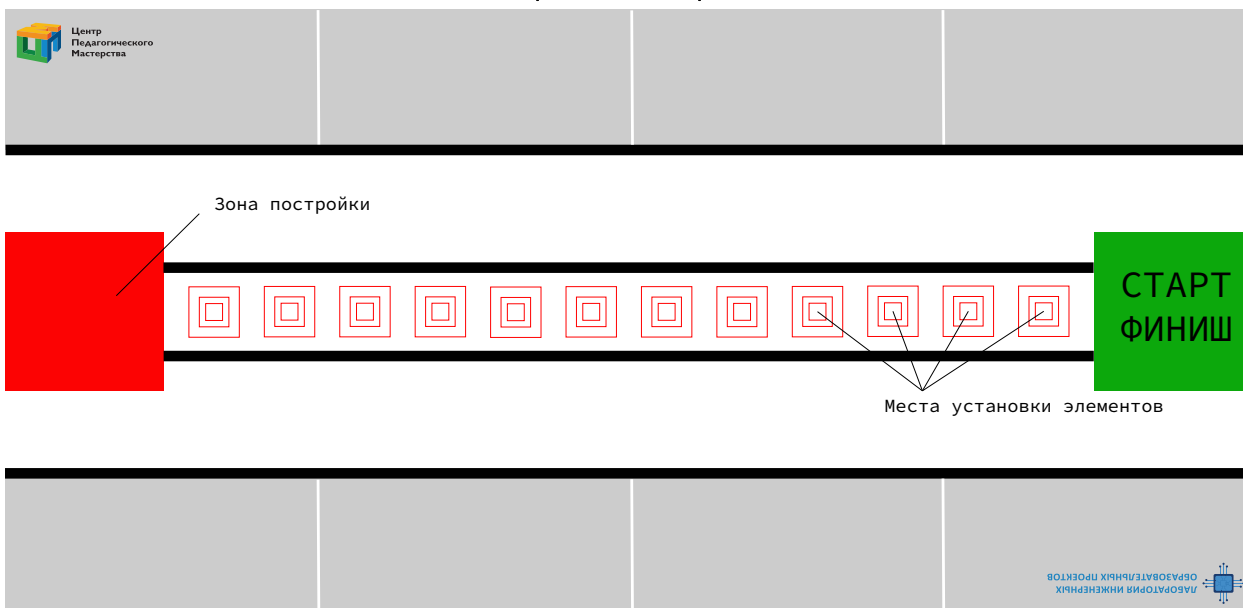 Центр
Педагогического
Мастерства
Зона постройки
СТАРТ
ФИНИШ
Места установки элементов
ЛАБОРАТОРИЯ ИНЖЕНЕРНЫХ
ОБРАЗОВАТЕЛЬНЫХ ПРОЕКТОВ